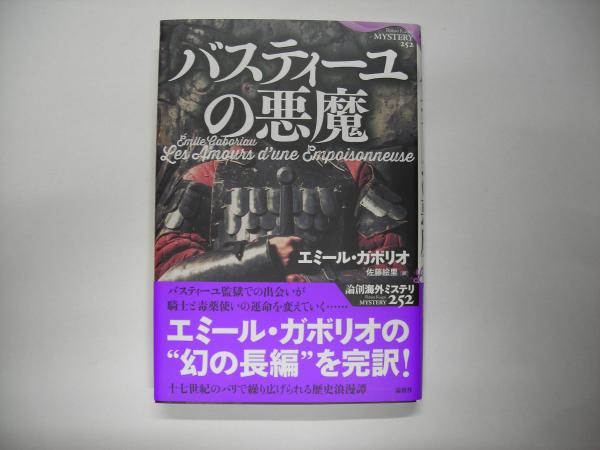 Ronso Kaigai
MYSTERY
252
バスティーユ
の悪魔
Émile Gaboriau
Les Amours d'une Empoisonneuse
エミール・ガボリオ
佐藤絵里 訳
バスティーユ監獄での出会いが
騎士と毒薬使いの運命を変えていく……
論創海外ミステリ
Ronso Kaigai
MYSTERY 252
エミール・ガボリオの
“幻の長編”を完訳!
十七世紀のパリで繰り広げられる歴史浪漫譚
論創社